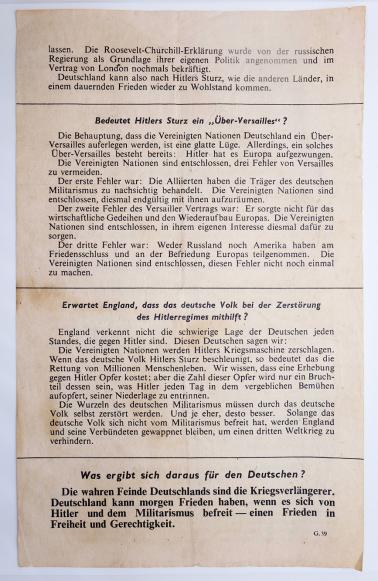 lassen. Die Roosevelt-Churchill-Erklärung wurde von der russischen
Regierung als Grundlage ihrer eigenen Politik angenommen und im
Vertrag von London nochmals bekräftigt.
Deutschland kann also nach Hitlers Sturz, wie die anderen Länder, in
einem dauernden Frieden wieder zu Wohlstand kommen.
Bedeutet Hitlers Sturz ein „Über-Versailles“?
Die Behauptung, dass die Vereinigten Nationen Deutschland ein Über-
Versailles auferlegen werden, ist eine glatte Lüge. Allerdings, ein solches
Über-Versailles besteht bereits: Hitler hat es Europa aufgezwungen.
Die Vereinigten Nationen sind entschlossen, drei Fehler von Versailles
zu vermeiden.
Der erste Fehler war: Die Alliierten haben die Träger des deutschen
Militarismus zu nachsichtig behandelt. Die Vereinigten Nationen sind
entschlossen, diesmal endgültig mit ihnen aufzuräumen.
Der zweite Fehler des Versailler Vertrags war: Er sorgte nicht für das
wirtschaftliche Gedeihen und den Wiederaufbau Europas. Die Vereinigten
Nationen sind entschlossen, in ihrem eigenen Interesse diesmal dafür zu
sorgen.
Der dritte Fehler war: Weder Russland noch Amerika haben am
Friedensschluss und an der Befriedung Europas teilgenommen. Die
Vereinigten Nationen sind entschlossen, diesen Fehler nicht noch einmal
zu machen.
Erwartet England, dass das deutsche Volk bei der Zerstörung
des Hitlerregimes mithilft?
England verkennt nicht die schwierige Lage der Deutschen jeden
Standes, die gegen Hitler sind. Diesen Deutschen sagen wir:
Die Vereinigten Nationen werden Hitlers Kriegsmaschine zerschlagen.
Wenn das deutsche Volk Hitlers Sturz beschleunigt, so bedeutet das die
Rettung von Millionen Menschenleben. Wir wissen, dass eine Erhebung
gegen Hitler Opfer kostet; aber die Zahl dieser Opfer wird nur ein Bruch-
teil dessen sein, was Hitler jeden Tag in dem vergeblichen Bemühen
aufopfert, seiner Niederlage zu entrinnen.
Die Wurzeln des deutschen Militarismus müssen durch das deutsche
Volk selbst zerstört werden. Und je eher, desto besser. Solange das
deutsche Volk sich nicht vom Militarismus befreit hat, werden England
und seine Verbündeten gewappnet bleiben, um einen dritten Weltkrieg zu
verhindern.
Was ergibt sich daraus für den Deutschen?
Die wahren Feinde Deutschlands sind die Kriegsverlängerer.
Deutschland kann morgen Frieden haben, wenn es sich von
Hitler und dem Militarismus befreit — einen Frieden in
Freiheit und Gerechtigkeit.
G.39